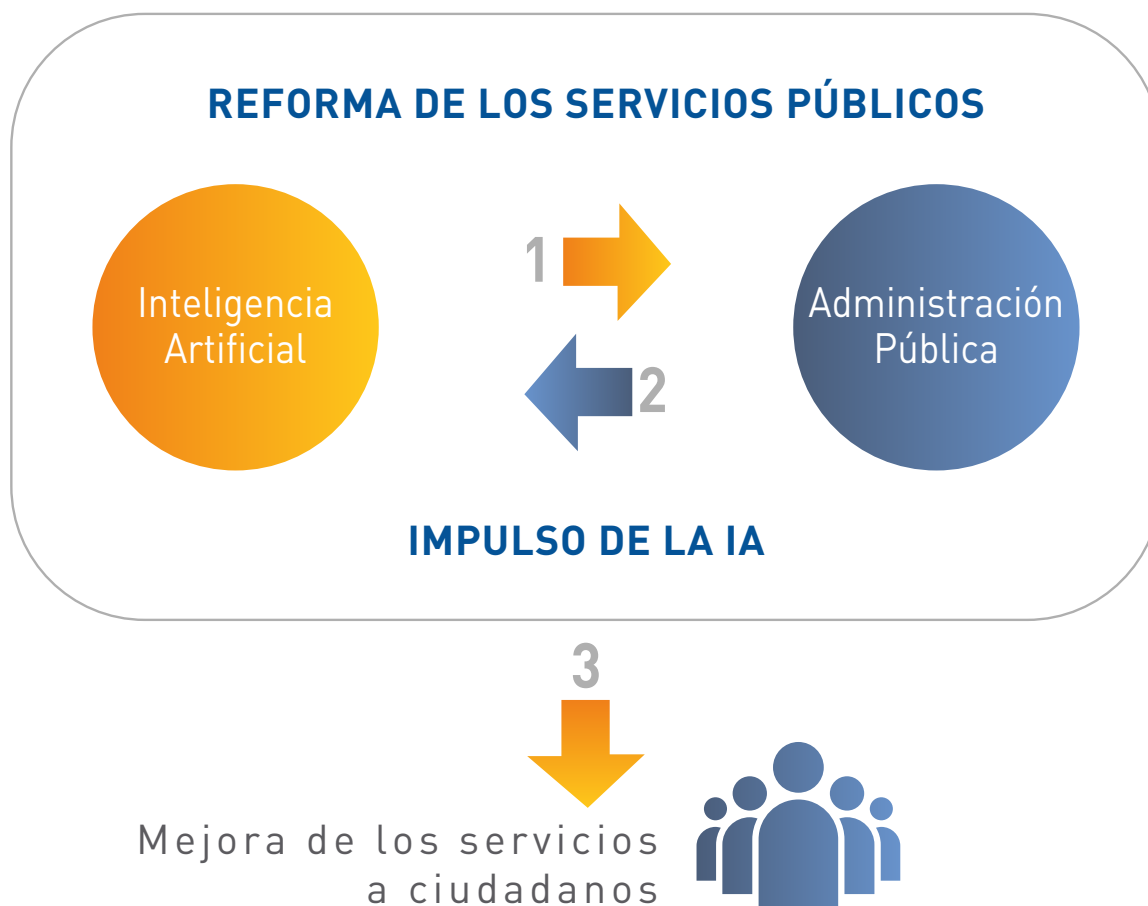 REFORMA DE LOS SERVICIOS PÚBLICOS
1
Inteligencia
Artificial
Administración
Pública
2
IMPULSO DE LA IA
3
Mejora de los servicios
a ciudadanos